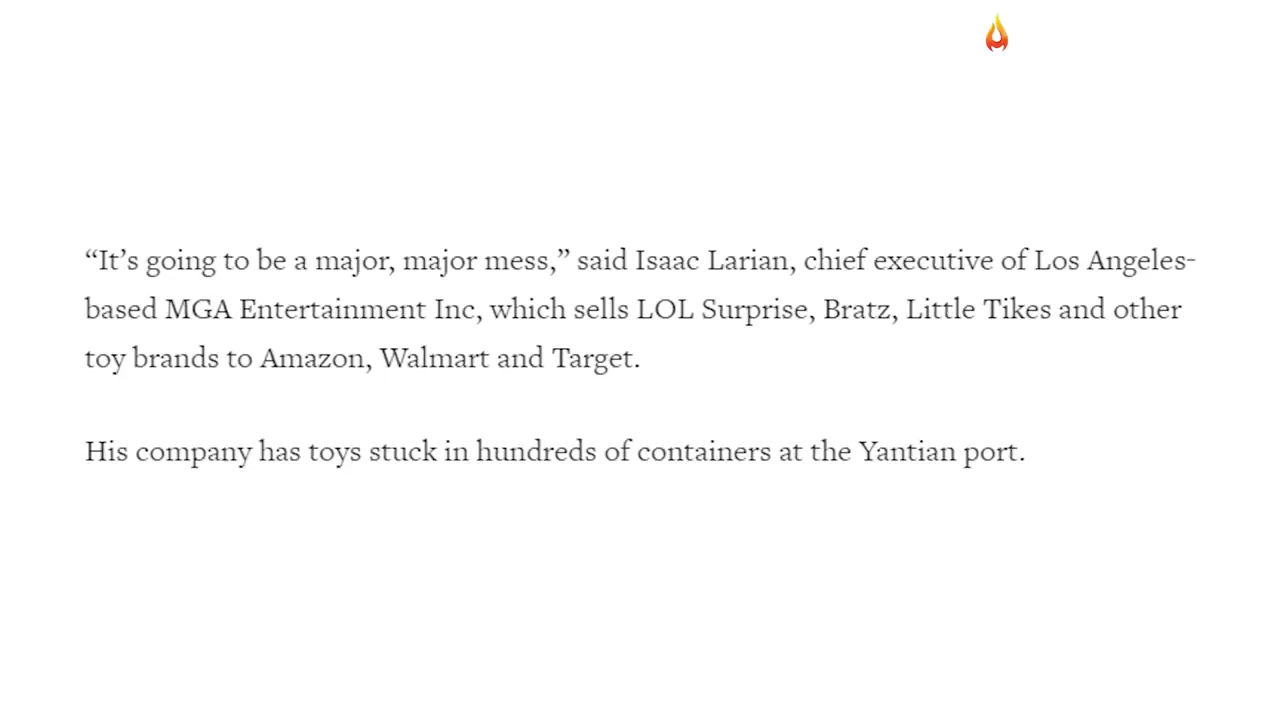 “It’s going to be a major, major mess,” said Isaac Larian, chief executive of Los Angeles-
based MGA Entertainment Inc, which sells LOL Surprise, Bratz, Little Tikes and other
toy brands to Amazon, Walmart and Target.
His company has toys stuck in hundreds of containers at the Yantian port.